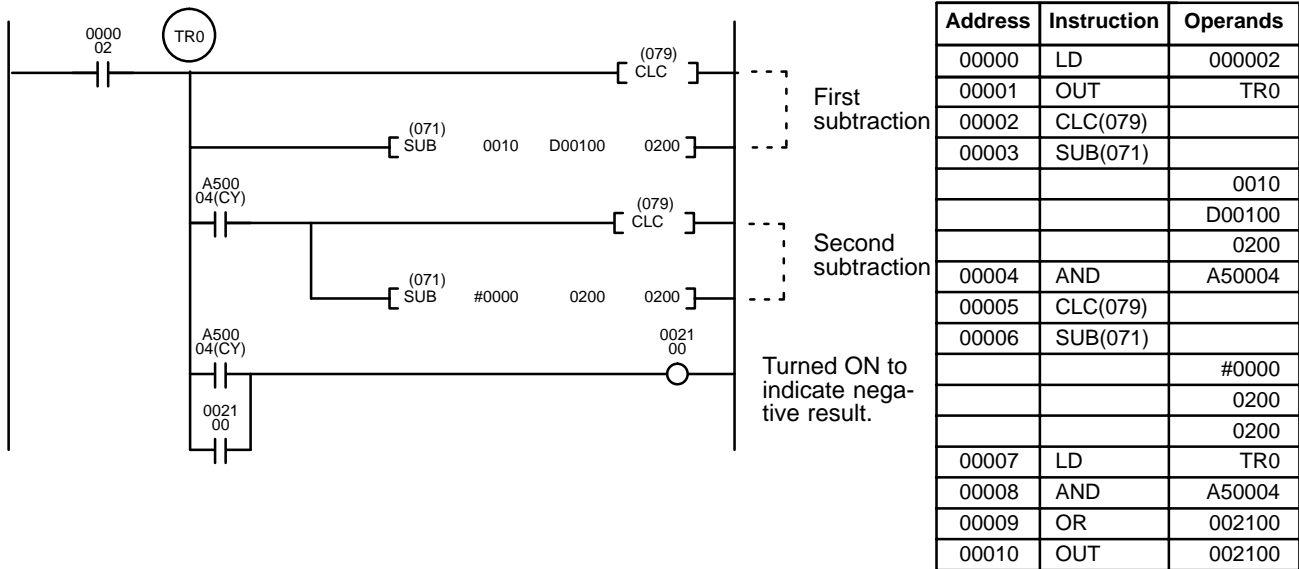 0000
02
TR0
(079)
CLC
First
subtraction
(071)
SUB 0010 D00100 0200
A500
04(CY)
(079)
CLC
Second
subtraction
(071)
SUB #0000 0200 0200
A500
04(CY)
0021
00
Turned ON to
indicate nega-
tive result.
0021
00
Address Instruction Operands
00000 LD 000002
00001 OUT TR0
00002 CLC(079)
00003 SUB(071)
0010
D00100
0200
00004 AND A50004
00005 CLC(079)
00006 SUB(071)
#0000
0200
0200
00007 LD TR0
00008 AND A50004
00009 OR 002100
00010 OUT 002100